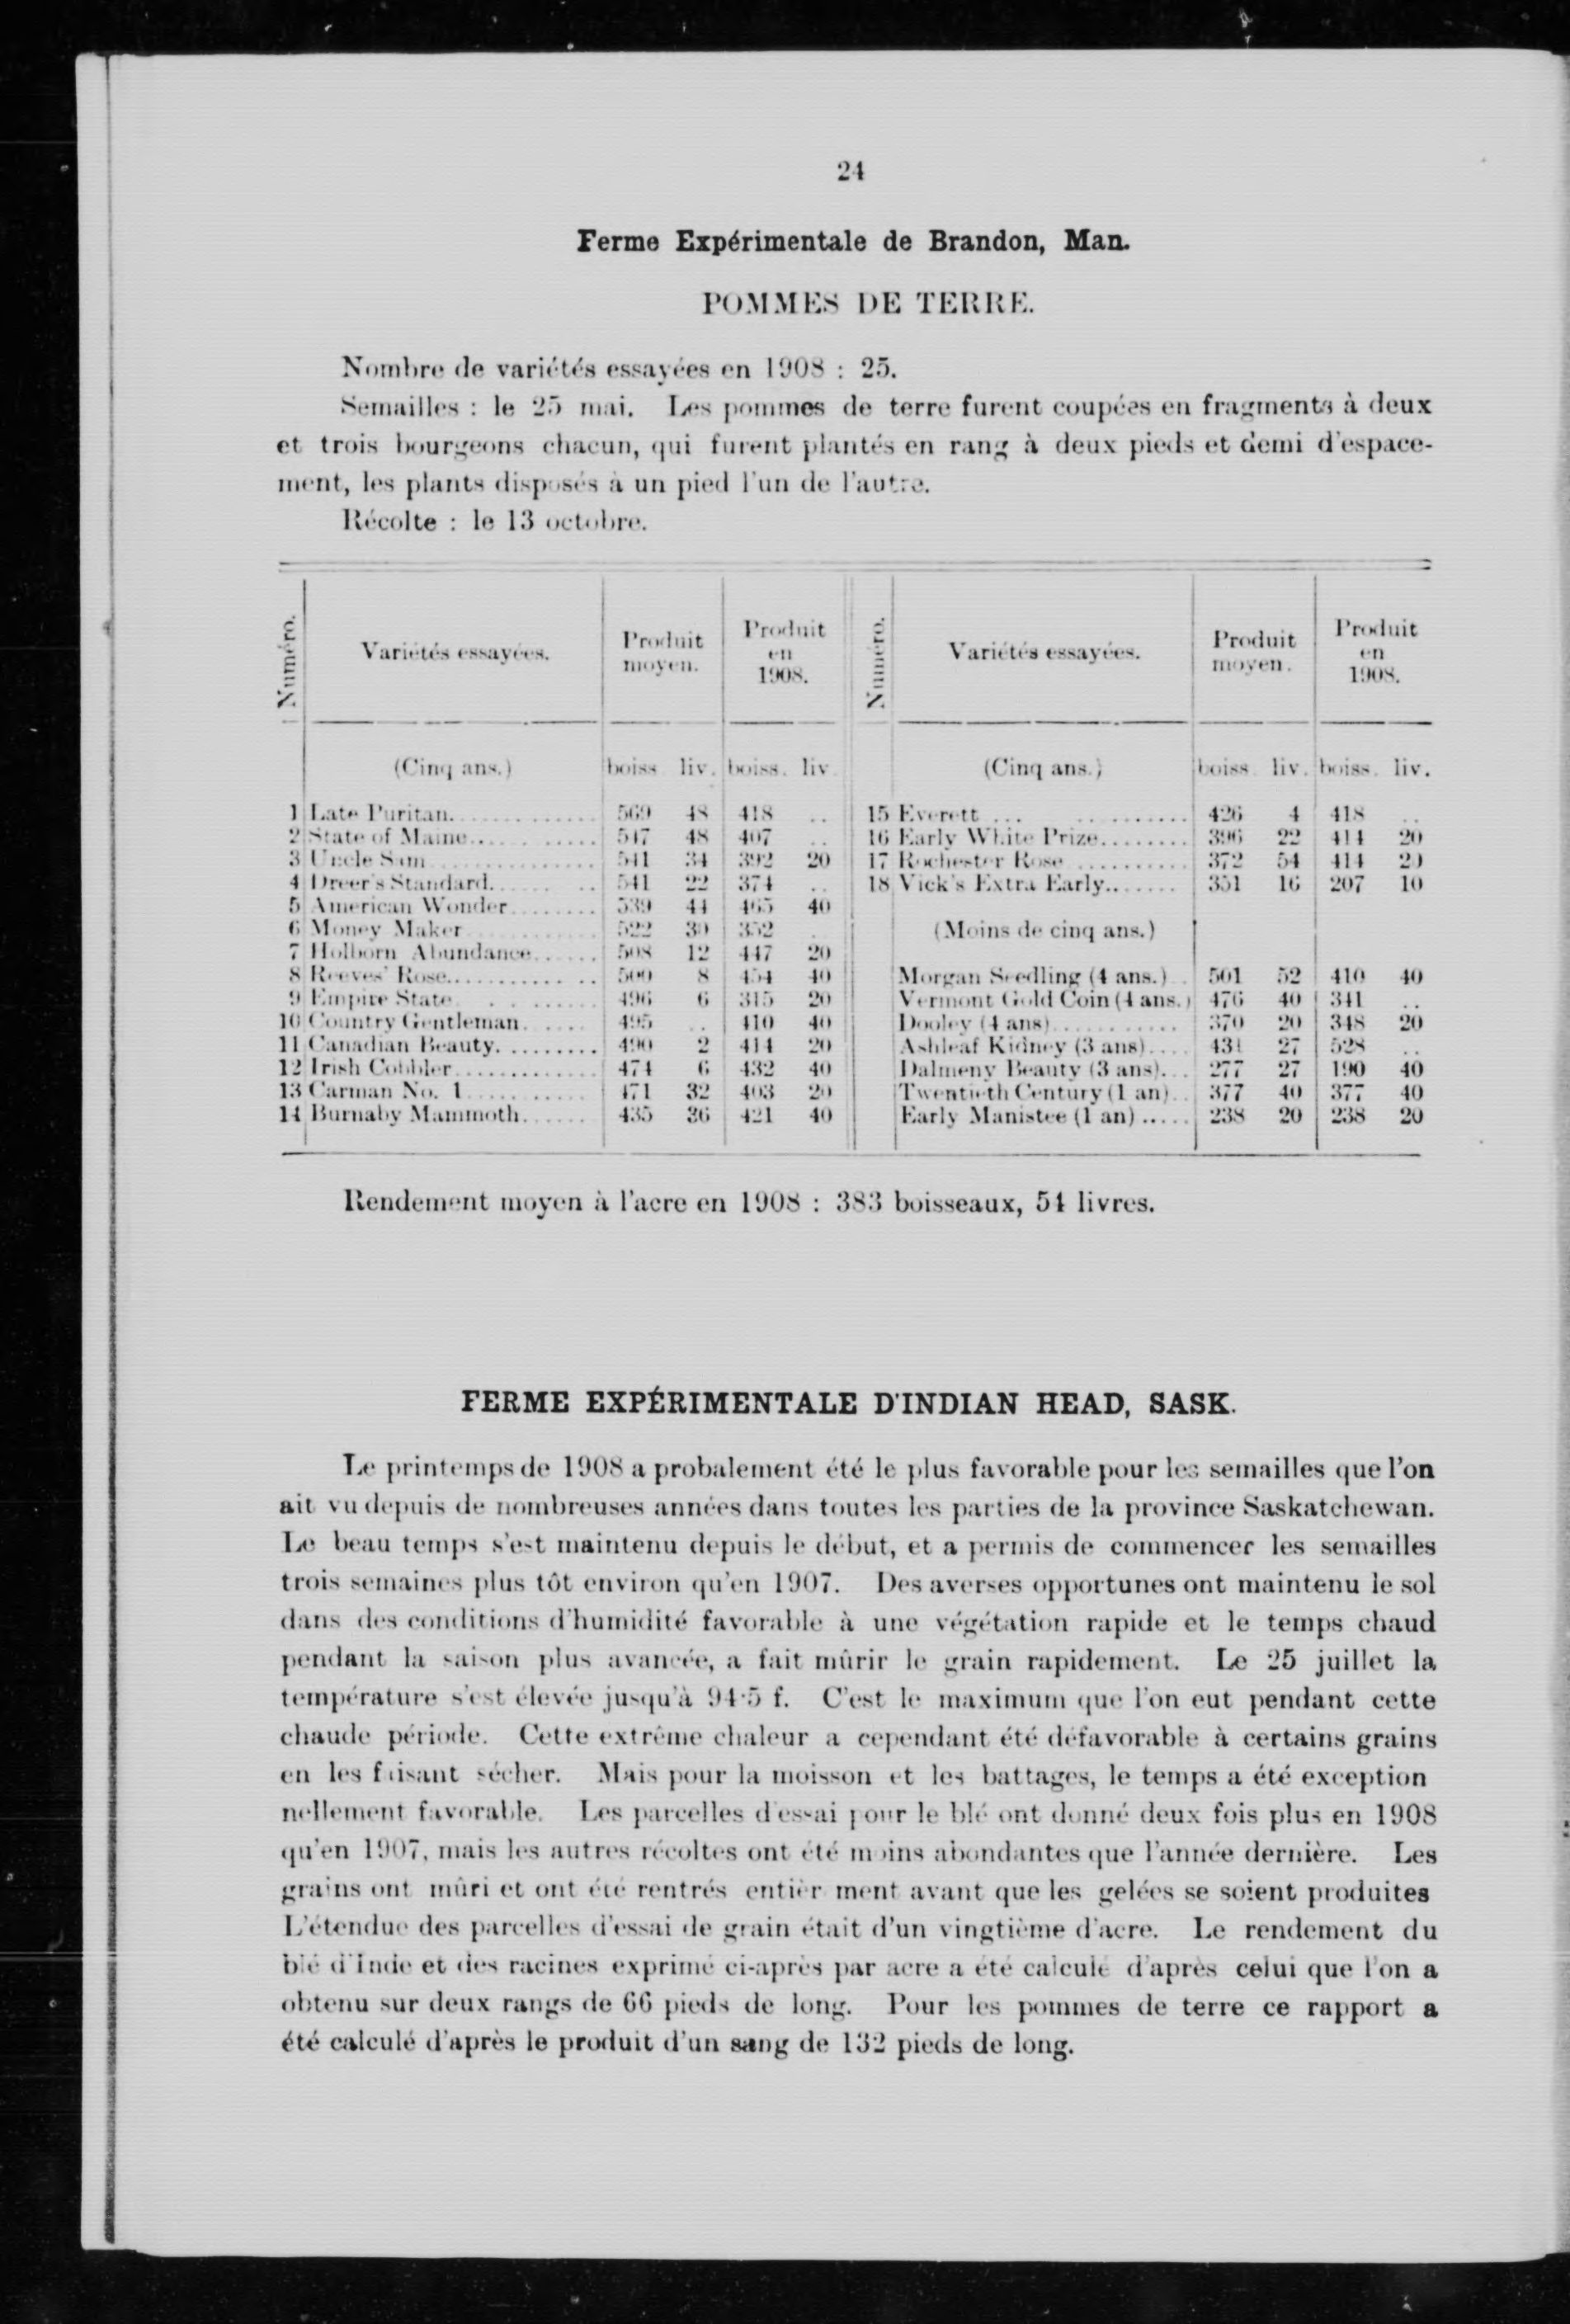 24
Ferme Expérimentale de Brandon, Man.
POMMES DE TERRE.
Nombre de variétés essayées en 1908 : 25.
Semailles : le 25 mai. Les pommes de terre furent coupées en fragments à deux
et trois bourgeons chacun, qui furent plantés en rang à deux pieds et demi d'espace-
ment, les plants disposés à un pied l'un de l'autre.
Récolte : le 13 octobre.
Numéro. Variétés essayées. Produit moyen. Produit en 1908. Numéro. Variétés essayées. Produit moyen. Produit en 1908.
(Cinq ans.) boiss liv. boiss. liv (Cinq ans.) boiss. liv. boiss. liv.
1 Late Puritan. 569 48 418 .. 15 Everett 426 4 418 ..
2 State of Maine 547 48 407 .. 16 Early White Prize 396 22 414 20
3 Uncle Sam 541 34 392 20 17 Rochester Rose 372 54 414 20
4 Dreer's Standard. 541 22 374 .. 18 Vick's Extra Early 351 16 207 10
5 American Wonder 539 44 465 40
6 Money Maker 522 30 352 (Moins de cinq ans.)
7 Holborn Abundance 508 12 447 20
8 Reeves' Rose 500 8 454 40 Morgan Seedling (4 ans.) 501 52 410 40
9 Empire State 496 6 315 20 Vermont Gold Coin (4 ans.) 476 40 341 ..
10 Country Gentleman 495 .. 410 40 Dooley (4 ans) 370 20 348 20
11 Canadian Beauty. 490 2 414 20 Ashleaf Kidney (3 ans) 431 27 528 ..
12 Irish Cobbler 474 6 432 40 Dalmeny Beauty (3 ans) 277 27 190 40
13 Carman No. 1 471 32 403 20 Twentieth Century (1 an) 377 40 377 40
14 Burnaby Mammoth 435 36 421 40 Early Manistee (1 an) 238 20 238 20
Rendement moyen à l'acre en 1908 : 383 boisseaux, 54 livres.
FERME EXPÉRIMENTALE D'INDIAN HEAD, SASK.
Le printemps de 1908 a probalement été le plus favorable pour les semailles que l'on
ait vu depuis de nombreuses années dans toutes les parties de la province Saskatchewan.
Le beau temps s'est maintenu depuis le début, et a permis de commencer les semailles
trois semaines plus tôt environ qu'en 1907. Des averses opportunes ont maintenu le sol
dans des conditions d'humidité favorable à une végétation rapide et le temps chaud
pendant la saison plus avancée, a fait mûrir le grain rapidement. Le 25 juillet la
température s'est élevée jusqu'à 94·5 f. C'est le maximum que l'on eut pendant cette
chaude période. Cette extrême chaleur a cependant été défavorable à certains grains
en les faisant sécher. Mais pour la moisson et les battages, le temps a été exception
nellement favorable. Les parcelles d'essai pour le blé ont donné deux fois plus en 1908
qu'en 1907, mais les autres récoltes ont été moins abondantes que l'année dernière. Les
grains ont mûri et ont été rentrés entièrement avant que les gelées se soient produites
L'étendue des parcelles d'essai de grain était d'un vingtième d'acre. Le rendement du
blé d'Inde et des racines exprimé ci-après par acre a été calculé d'après celui que l'on a
obtenu sur deux rangs de 66 pieds de long. Pour les pommes de terre ce rapport a
été calculé d'après le produit d'un sang de 132 pieds de long.